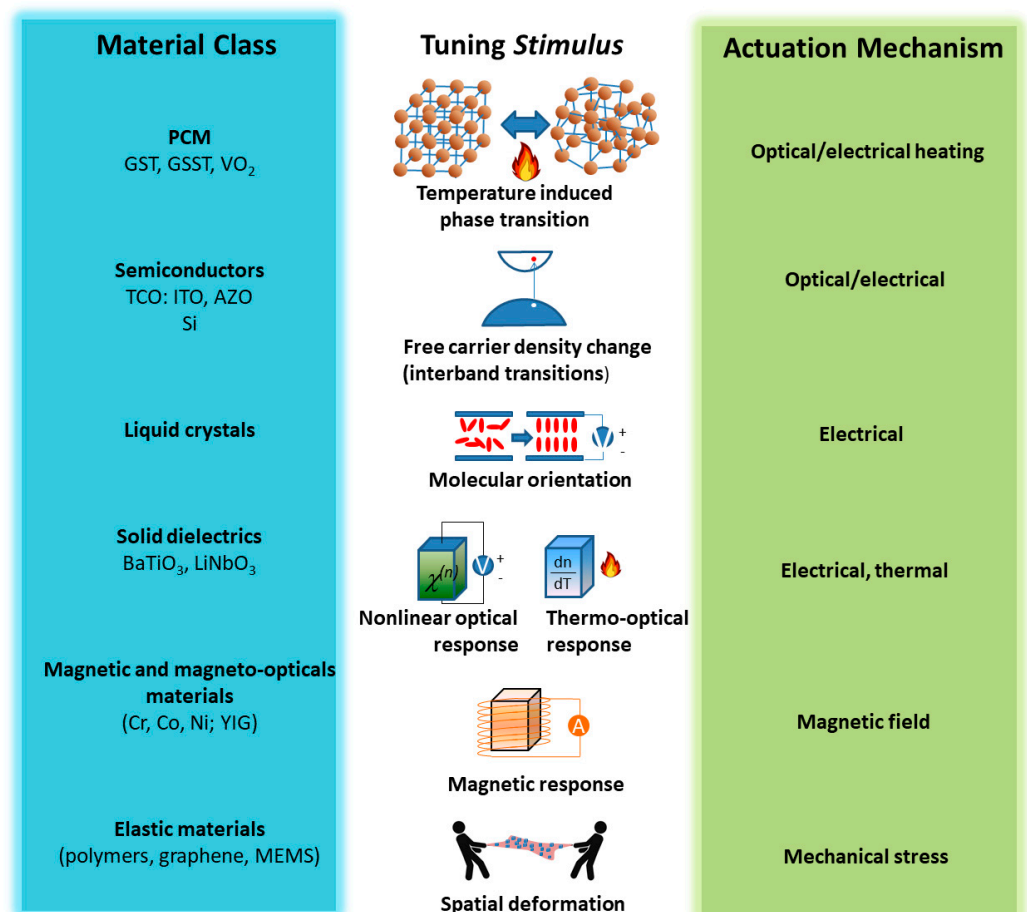 Material Class
Tuning Stimulus
Actuation Mechanism
PCM
GST, GSST, VO₂
Temperature induced
phase transition
Optical/electrical heating
Semiconductors
TCO: ITO, AZO
Si
Free carrier density change
(interband transitions)
Optical/electrical
Liquid crystals
V
+
-
Molecular orientation
Electrical
Solid dielectrics
BaTiO₃, LiNbO₃
χ⁽ⁿ⁾
V
+
-
dn
dT
Nonlinear optical
response
Thermo-optical
response
Electrical, thermal
Magnetic and magneto-opticals
materials
(Cr, Co, Ni; YIG)
A
Magnetic response
Magnetic field
Elastic materials
(polymers, graphene, MEMS)
Spatial deformation
Mechanical stress